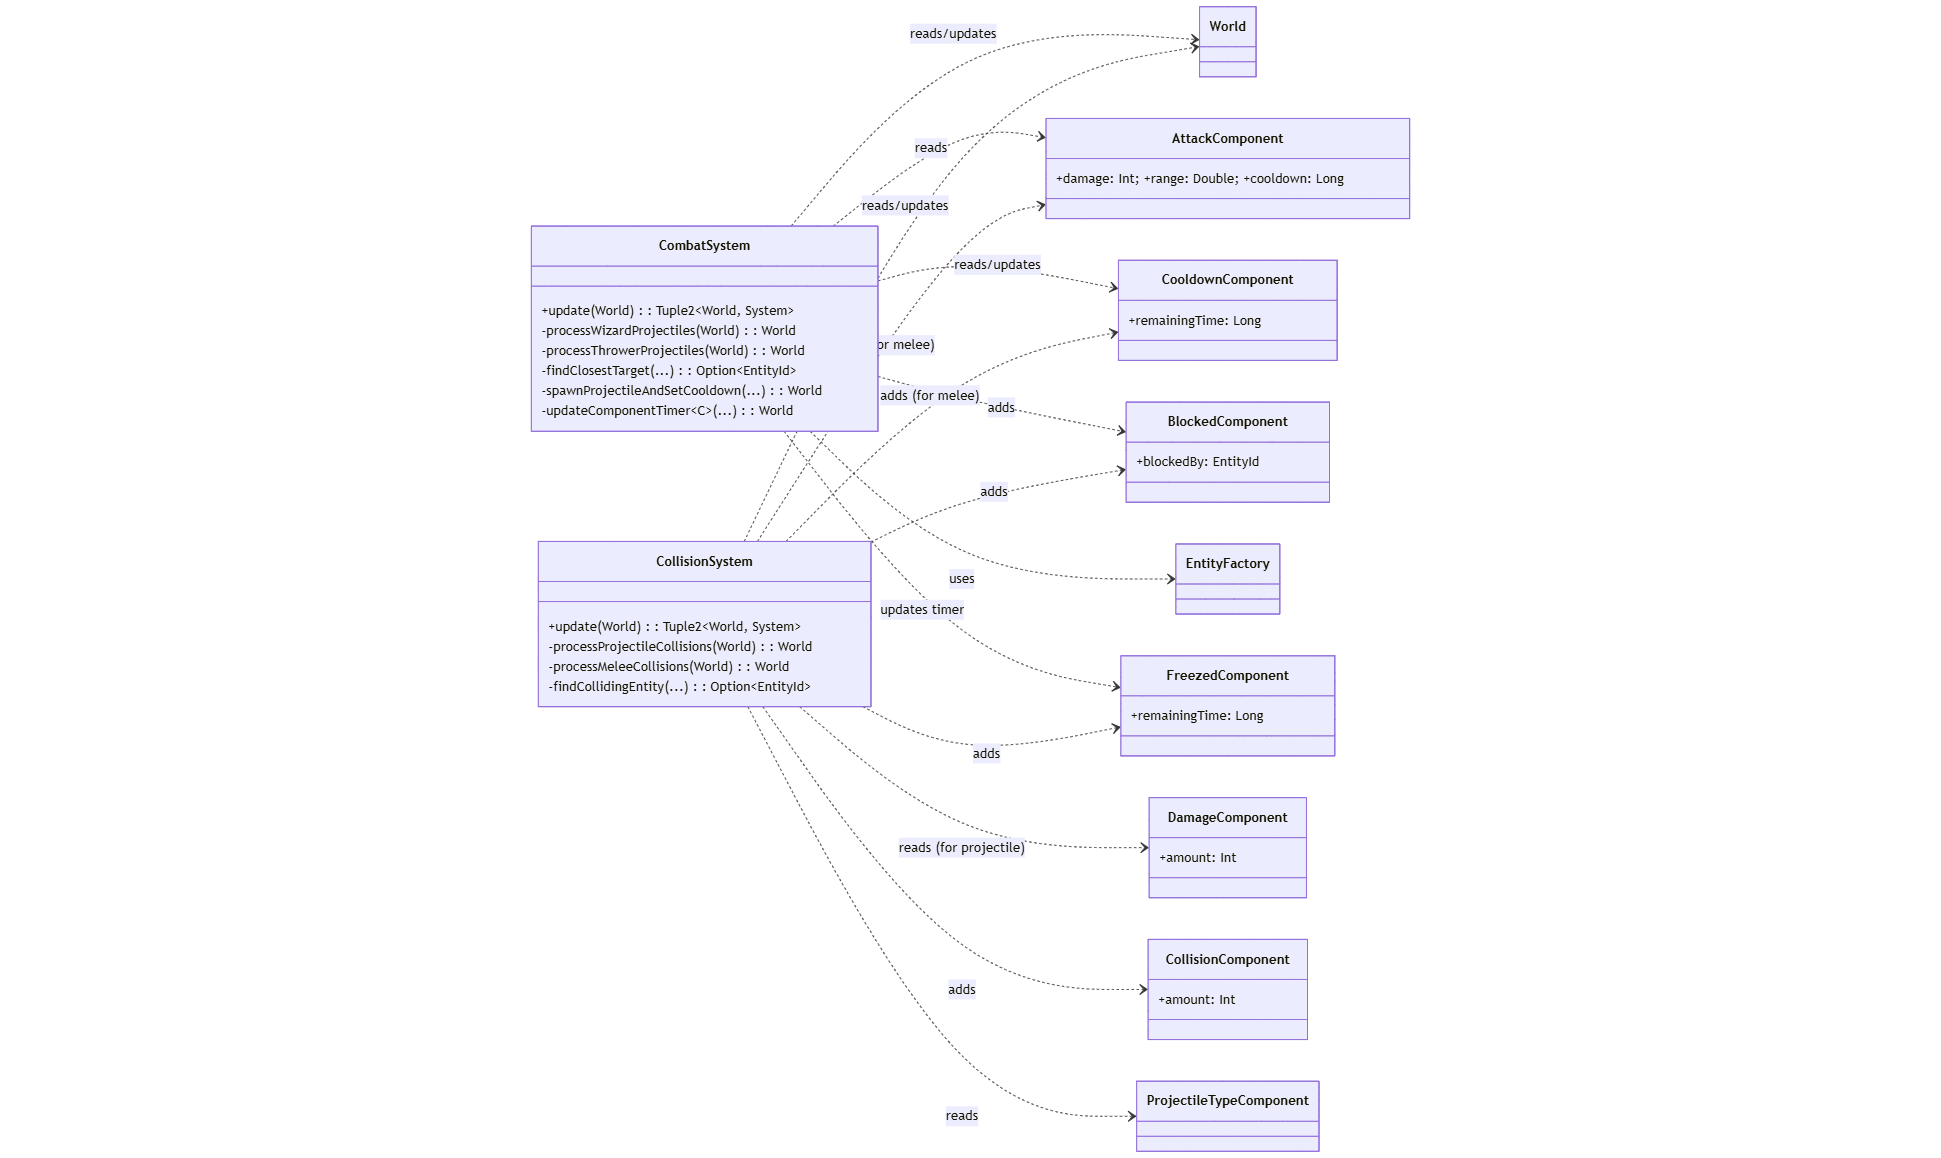 World
reads/updates
AttackComponent
+damage: Int; +range: Double; +cooldown: Long
reads
reads/updates
CombatSystem
+update(World) : : Tuple2<World, System>
-processWizardProjectiles(World) : : World
-processThrowerProjectiles(World) : : World
-findClosestTarget(...) : : Option<EntityId>
-spawnProjectileAndSetCooldown(...) : : World
-updateComponentTimer<C>(...) : : World
reads/updates
CooldownComponent
+remainingTime: Long
or melee)
adds (for melee)
adds
BlockedComponent
+blockedBy: EntityId
adds
CollisionSystem
+update(World) : : Tuple2<World, System>
-processProjectileCollisions(World) : : World
-processMeleeCollisions(World) : : World
-findCollidingEntity(...) : : Option<EntityId>
EntityFactory
uses
updates timer
FreezedComponent
+remainingTime: Long
adds
DamageComponent
+amount: Int
reads (for projectile)
CollisionComponent
+amount: Int
adds
ProjectileTypeComponent
reads